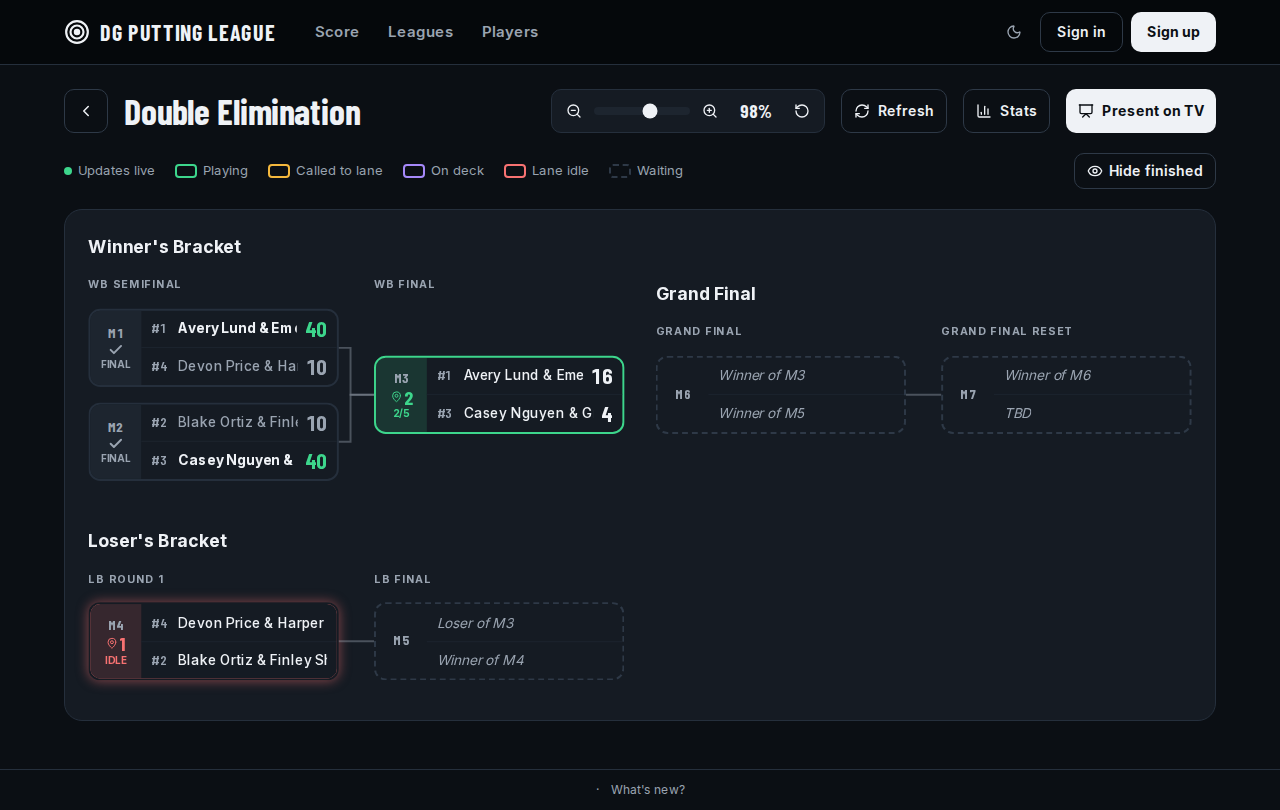 DG PUTTING LEAGUE
Score
Leagues
Players
Sign in
Sign up
Double Elimination
98%
Refresh
Stats
Present on TV
Updates live
Playing
Called to lane
On deck
Lane idle
Waiting
Hide finished
Winner's Bracket
WB SEMIFINAL
WB FINAL
Grand Final
GRAND FINAL
GRAND FINAL RESET
M1
FINAL
#1 Avery Lund & Em 40
#4 Devon Price & Ha 10
M2
FINAL
#2 Blake Ortiz & Finl 10
#3 Casey Nguyen & 40
M3
2
2/5
#1 Avery Lund & Eme 16
#3 Casey Nguyen & G 4
M6
Winner of M3
Winner of M5
M7
Winner of M6
TBD
Loser's Bracket
LB ROUND 1
LB FINAL
M4
1
IDLE
#4 Devon Price & Harper
#2 Blake Ortiz & Finley Sh
M5
Loser of M3
Winner of M4
· What's new?